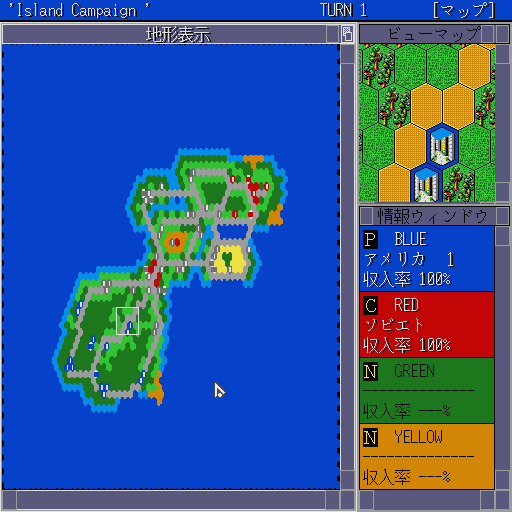 'Island Campaign ' TURN 1 [マップ]
地形表示
ビューマップ
情報ウィンドウ
P BLUE
アメリカ 1
収入率 100%
C RED
ソビエト
収入率 100%
N GREEN
--------------
収入率 ---%
N YELLOW
--------------
収入率 ---%